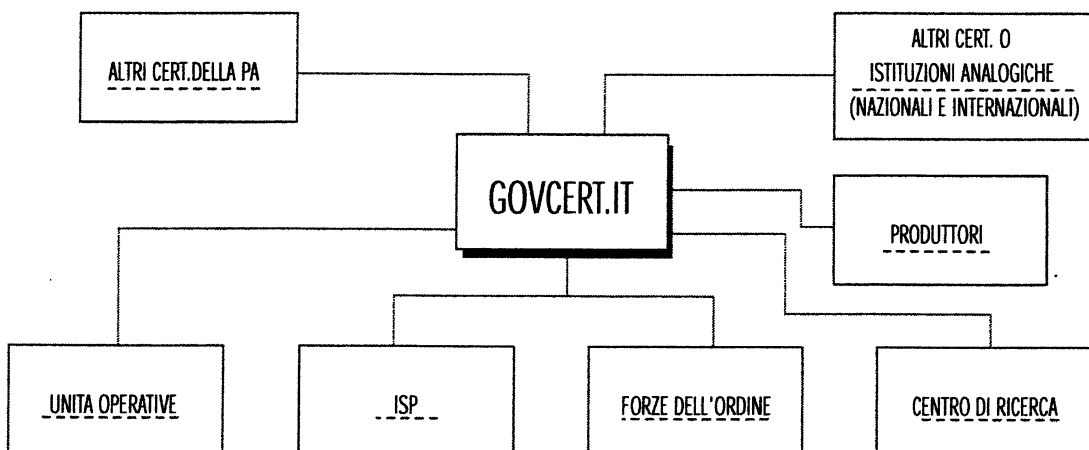 ALTRI CERT.DELLA PA
ALTRI CERT. O
ISTITUZIONI ANALOGICHE
(NAZIONALI E INTERNAZIONALI)
GOVCERT.IT
PRODUTTORI
UNITA OPERATIVE
ISP
FORZE DELL'ORDINE
CENTRO DI RICERCA